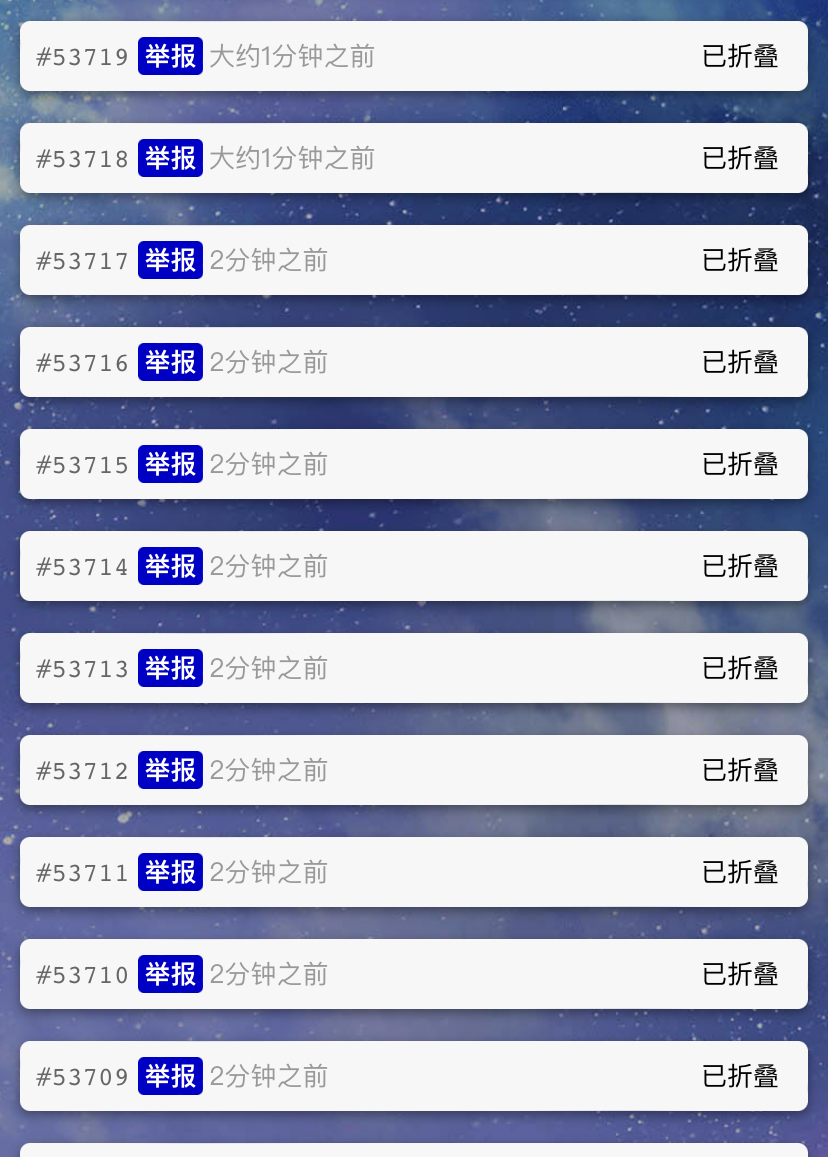 #53719 举报 大约1分钟之前 已折叠
#53718 举报 大约1分钟之前 已折叠
#53717 举报 2分钟之前 已折叠
#53716 举报 2分钟之前 已折叠
#53715 举报 2分钟之前 已折叠
#53714 举报 2分钟之前 已折叠
#53713 举报 2分钟之前 已折叠
#53712 举报 2分钟之前 已折叠
#53711 举报 2分钟之前 已折叠
#53710 举报 2分钟之前 已折叠
#53709 举报 2分钟之前 已折叠